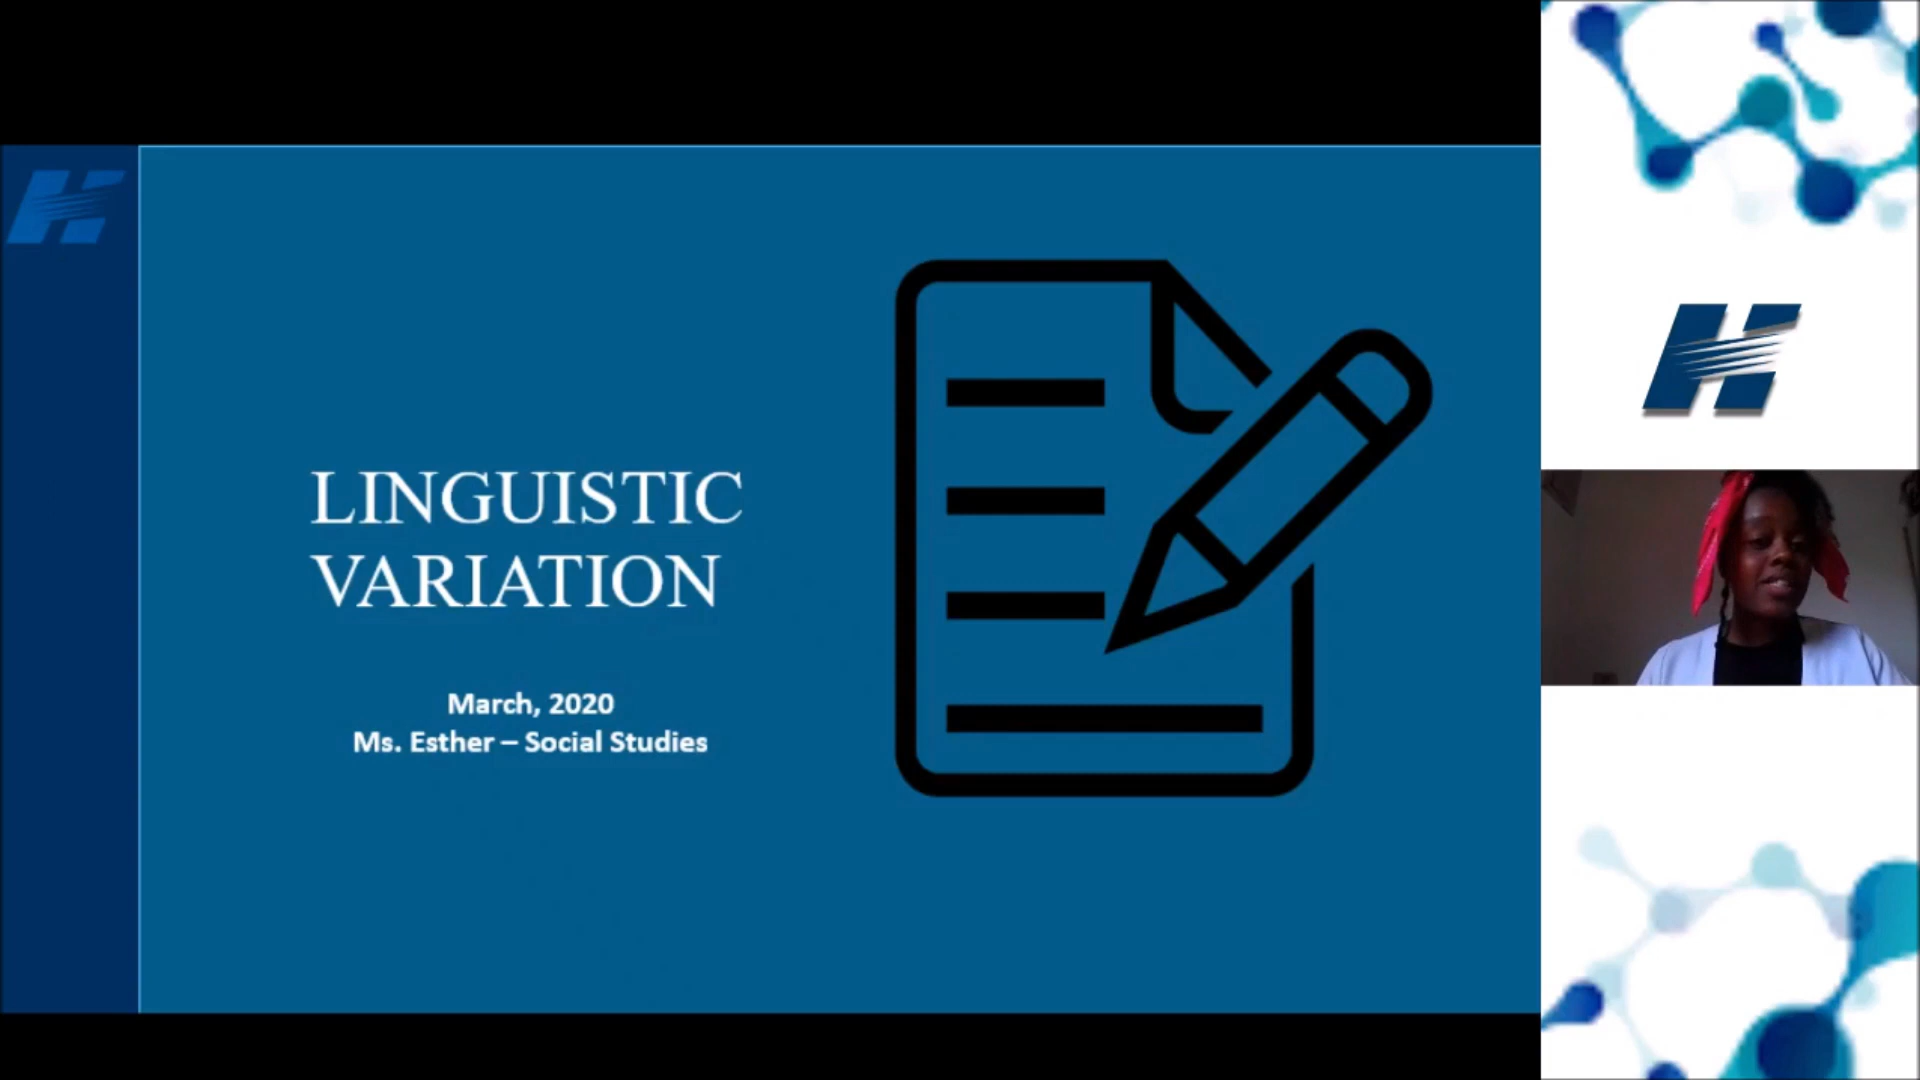 LINGUISTIC
VARIATION
March, 2020
Ms. Esther – Social Studies